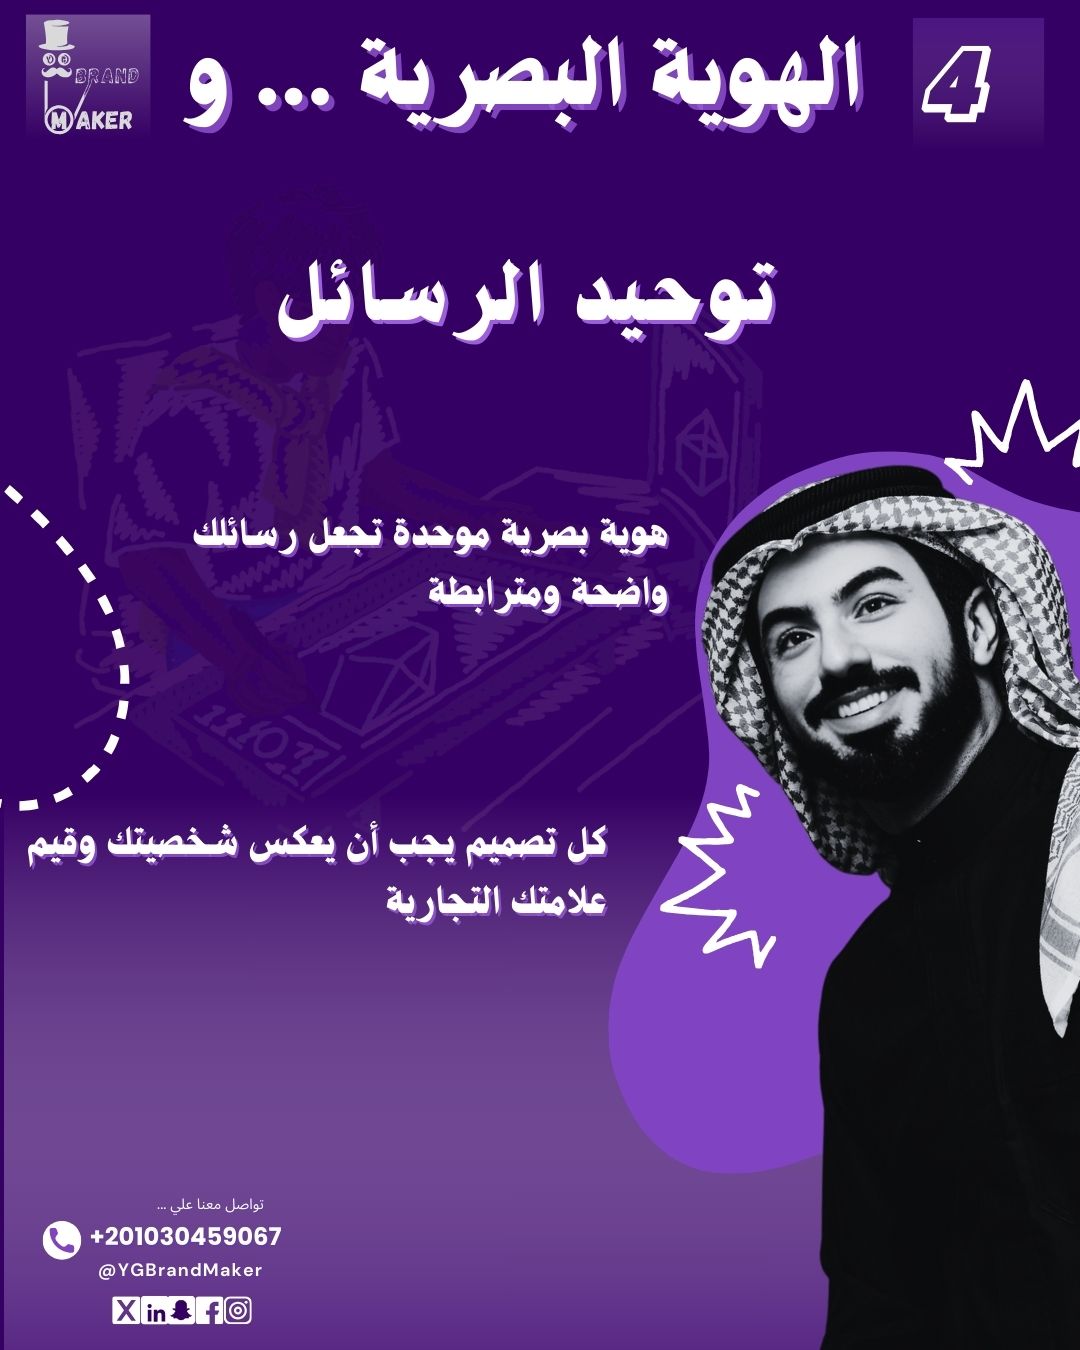 4
الهوية البصرية ... و
BRAND
MAKER
توحيد الرسائل
هوية بصرية موحدة تجعل رسائلك
واضحة ومترابطة
كل تصميم يجب أن يعكس شخصيتك وقيم
علامتك التجارية
تواصل معنا علي ...
+201030459067
@YGBrandMaker